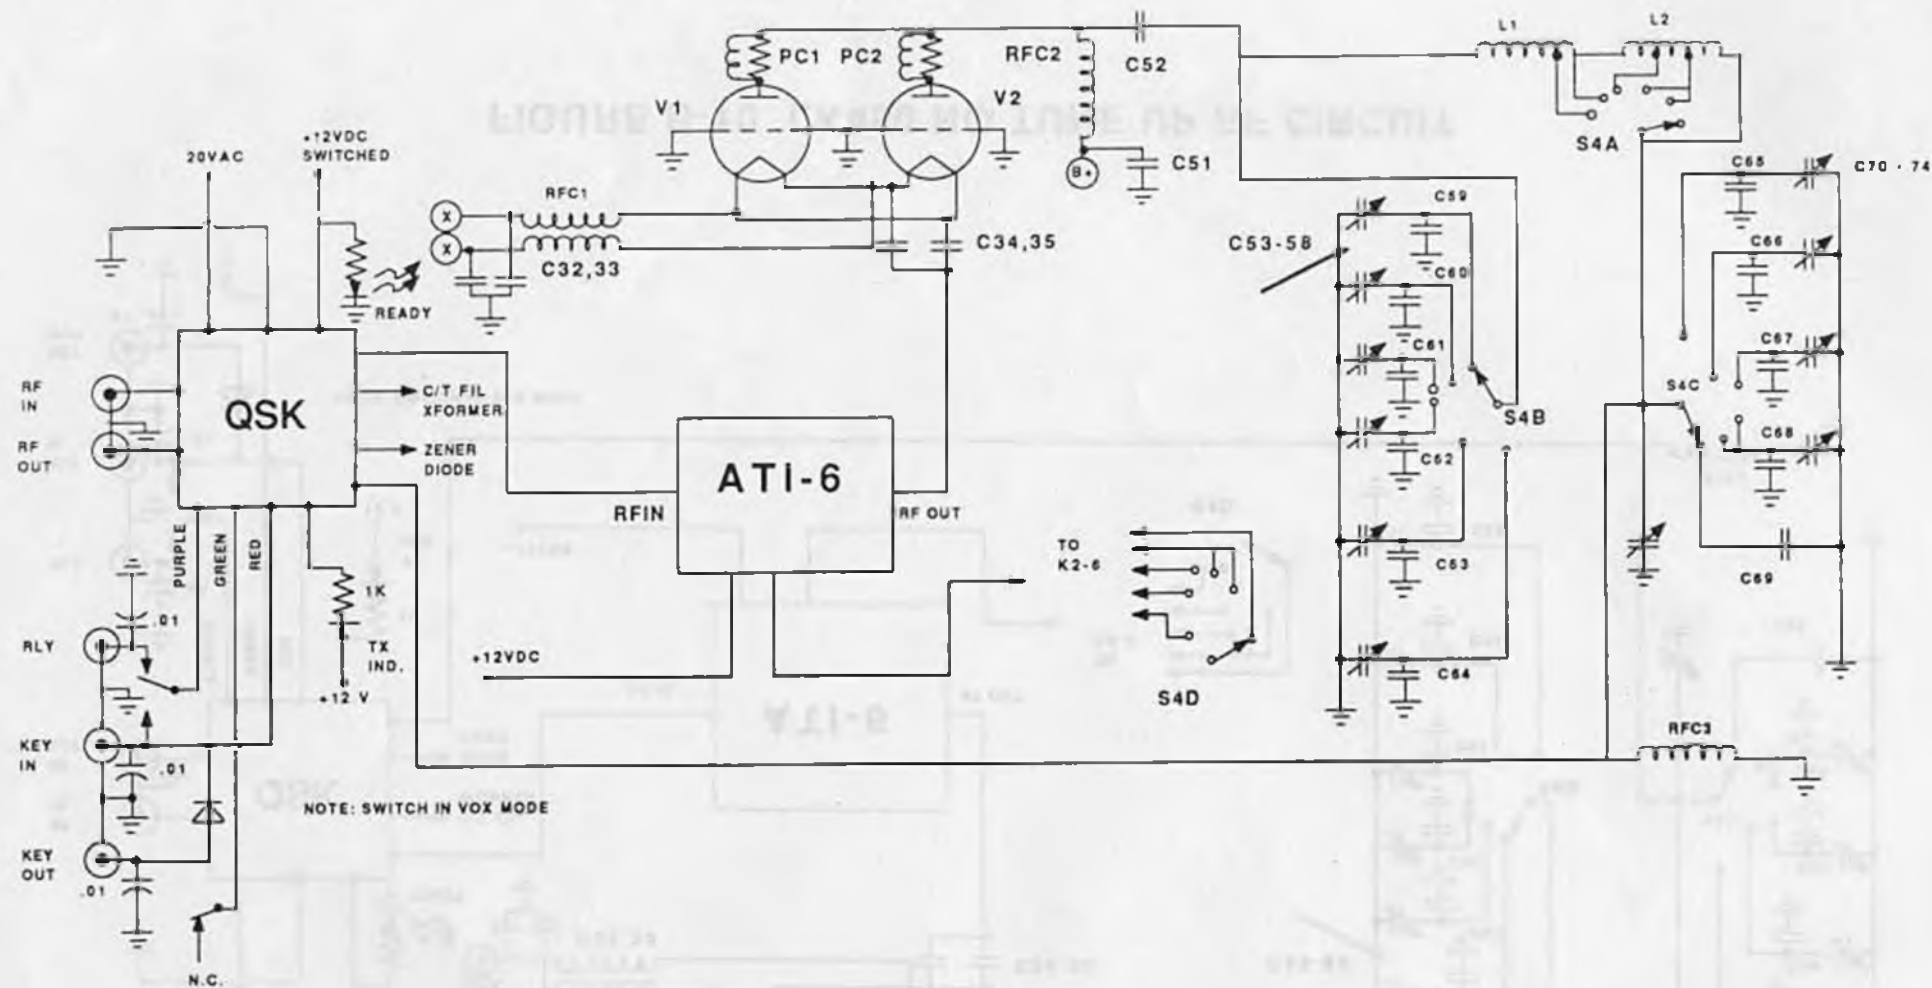 L1
L2
PC1
PC2
RFC2
C52
V1
V2
S4A
C51
B+
C65
C70 - 74
20VAC
+12VDC
SWITCHED
RFC1
X
X
C32,33
C34,35
READY
C59
C53-58
C60
C66
C61
C67
RF
IN
QSK
C/T FIL
XFORMER
S4B
S4C
RF
OUT
ZENER
DIODE
ATI-6
C62
C68
RFIN
RF OUT
PURPLE
GREEN
RED
TO
K2-6
C63
C69
1K
.01
RLY
TX
IND.
+12VDC
+12 V
C64
S4D
KEY
IN
.01
RFC3
NOTE: SWITCH IN VOX MODE
KEY
OUT
.01
N.C.